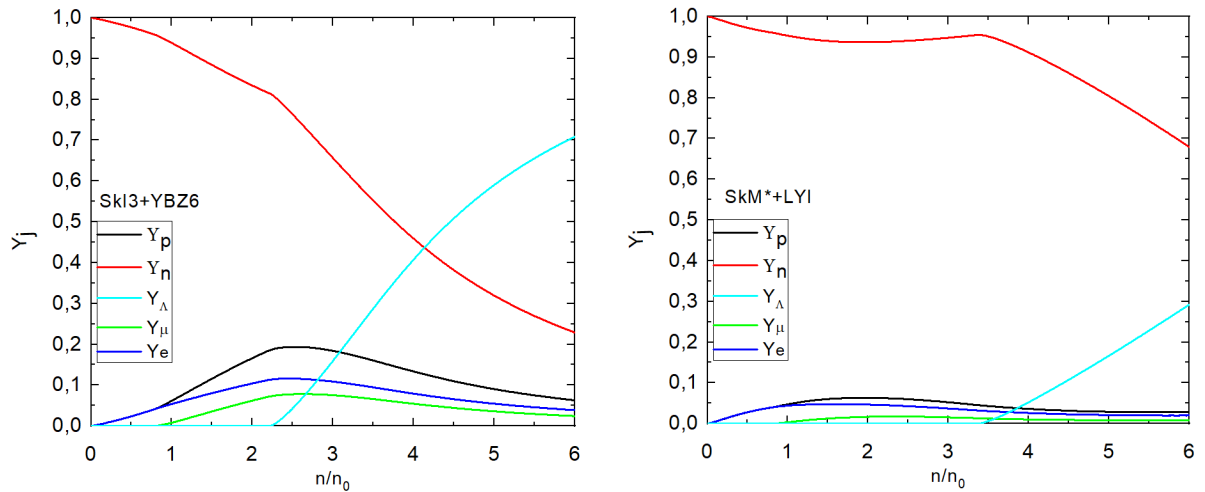 1,0
0,9
0,8
0,7
0,6
0,5
0,4
0,3
0,2
0,1
0,0
Yj
SkI3+YBZ6
Yp
Yn
YΛ
Yμ
Ye
0 1 2 3 4 5 6
n/n0
1,0
0,9
0,8
0,7
0,6
0,5
0,4
0,3
0,2
0,1
0,0
Yj
SkM*+LYI
Yp
Yn
YΛ
Yμ
Ye
0 1 2 3 4 5 6
n/n0